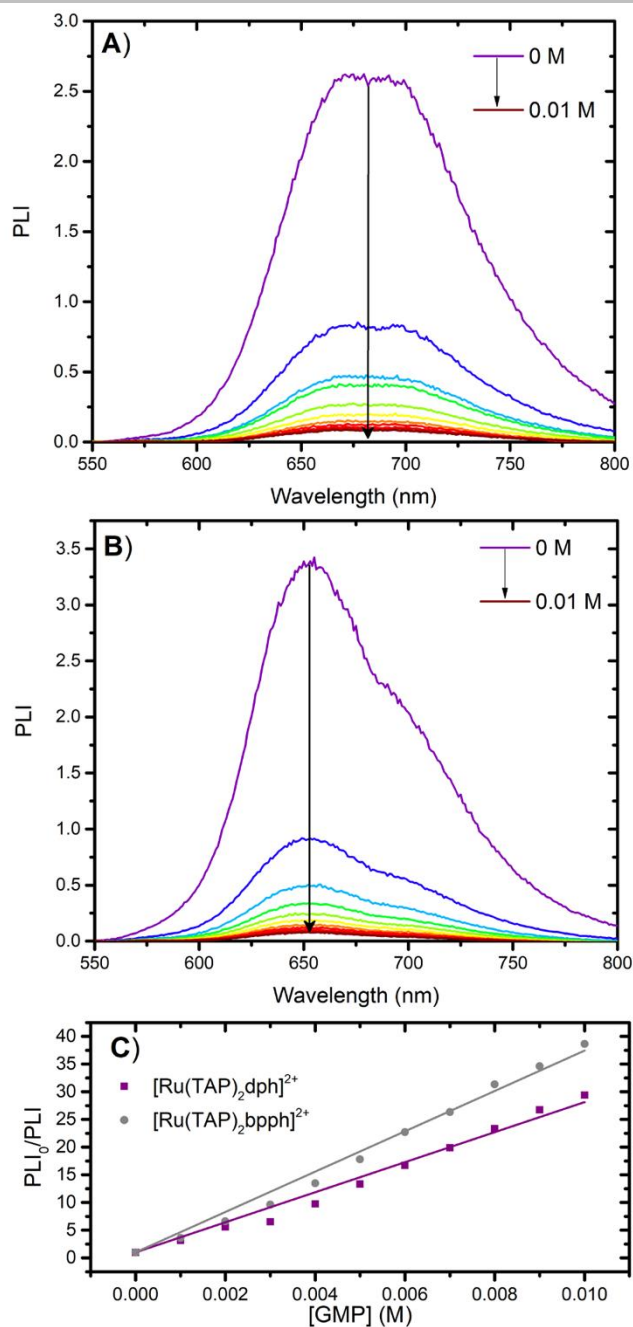 A)
0 M
0.01 M
3.0
2.5
2.0
1.5
1.0
0.5
0.0
PLI
550 600 650 700 750 800
Wavelength (nm)
B)
0 M
0.01 M
3.5
3.0
2.5
2.0
1.5
1.0
0.5
0.0
PLI
550 600 650 700 750 800
Wavelength (nm)
C)
[Ru(TAP)₂dph]²⁺
[Ru(TAP)₂bpph]²⁺
40
35
30
25
20
15
10
5
0
PLI₀/PLI
0.000 0.002 0.004 0.006 0.008 0.010
[GMP] (M)